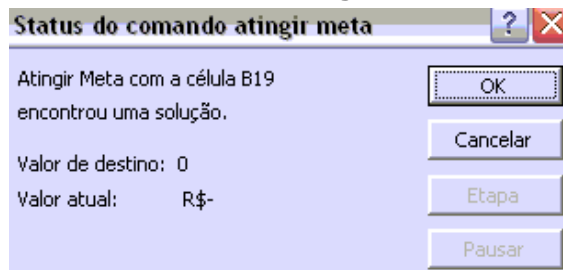 Status do comando atingir meta
Atingir Meta com a célula B19
encontrou uma solução.
Valor de destino: 0
Valor atual: R$-
OK
Cancelar
Etapa
Pausar